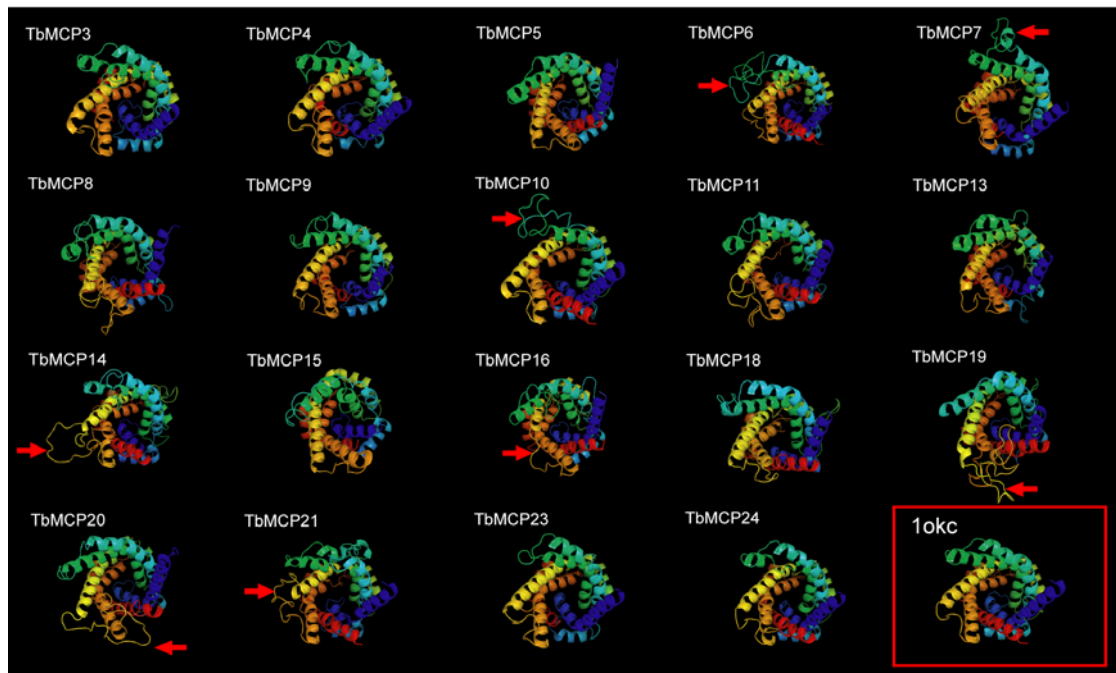 TbMCP3
TbMCP4
TbMCP5
TbMCP6
TbMCP7
TbMCP8
TbMCP9
TbMCP10
TbMCP11
TbMCP13
TbMCP14
TbMCP15
TbMCP16
TbMCP18
TbMCP19
TbMCP20
TbMCP21
TbMCP23
TbMCP24
1okc